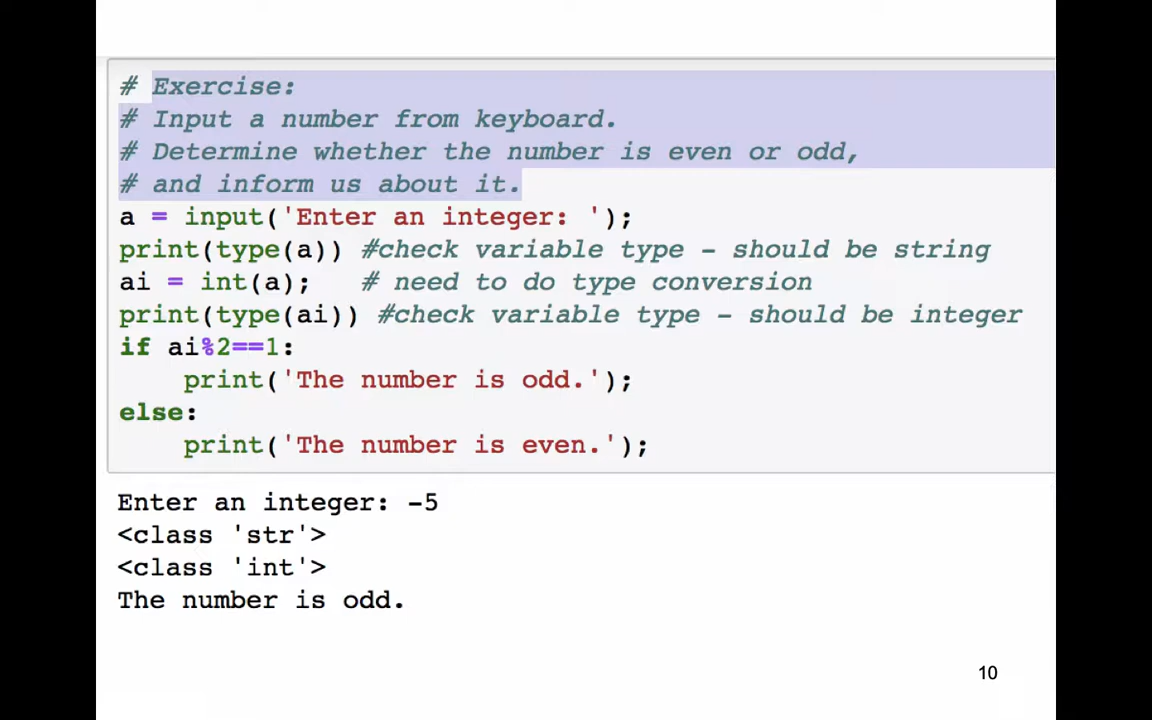 # Exercise:
# Input a number from keyboard.
# Determine whether the number is even or odd,
# and inform us about it.
a = input('Enter an integer: ');
print(type(a)) #check variable type - should be string
ai = int(a);   # need to do type conversion
print(type(ai)) #check variable type - should be integer
if ai%2==1:
    print('The number is odd.');
else:
    print('The number is even.');
Enter an integer: -5
<class 'str'>
<class 'int'>
The number is odd.
10